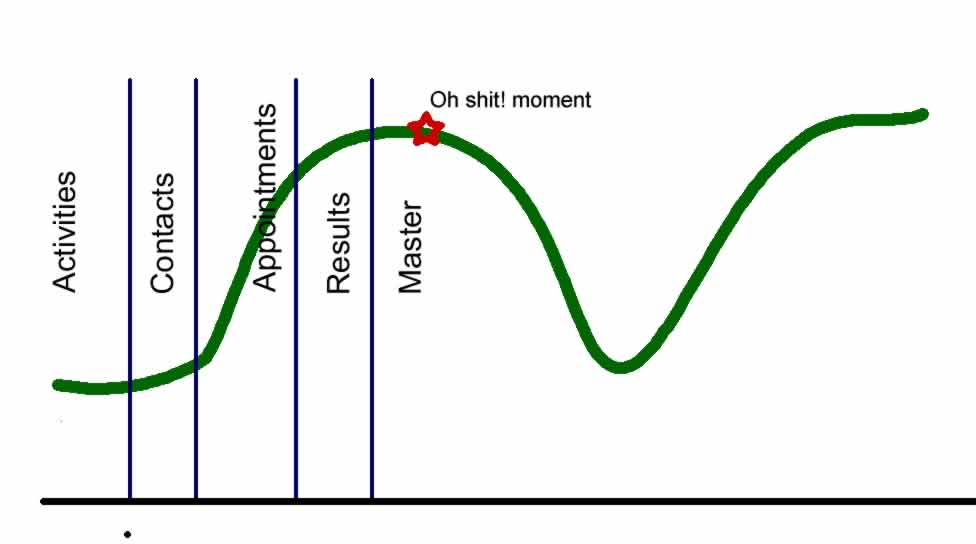 Oh shit! moment
Activities
Contacts
Appointments
Results
Master